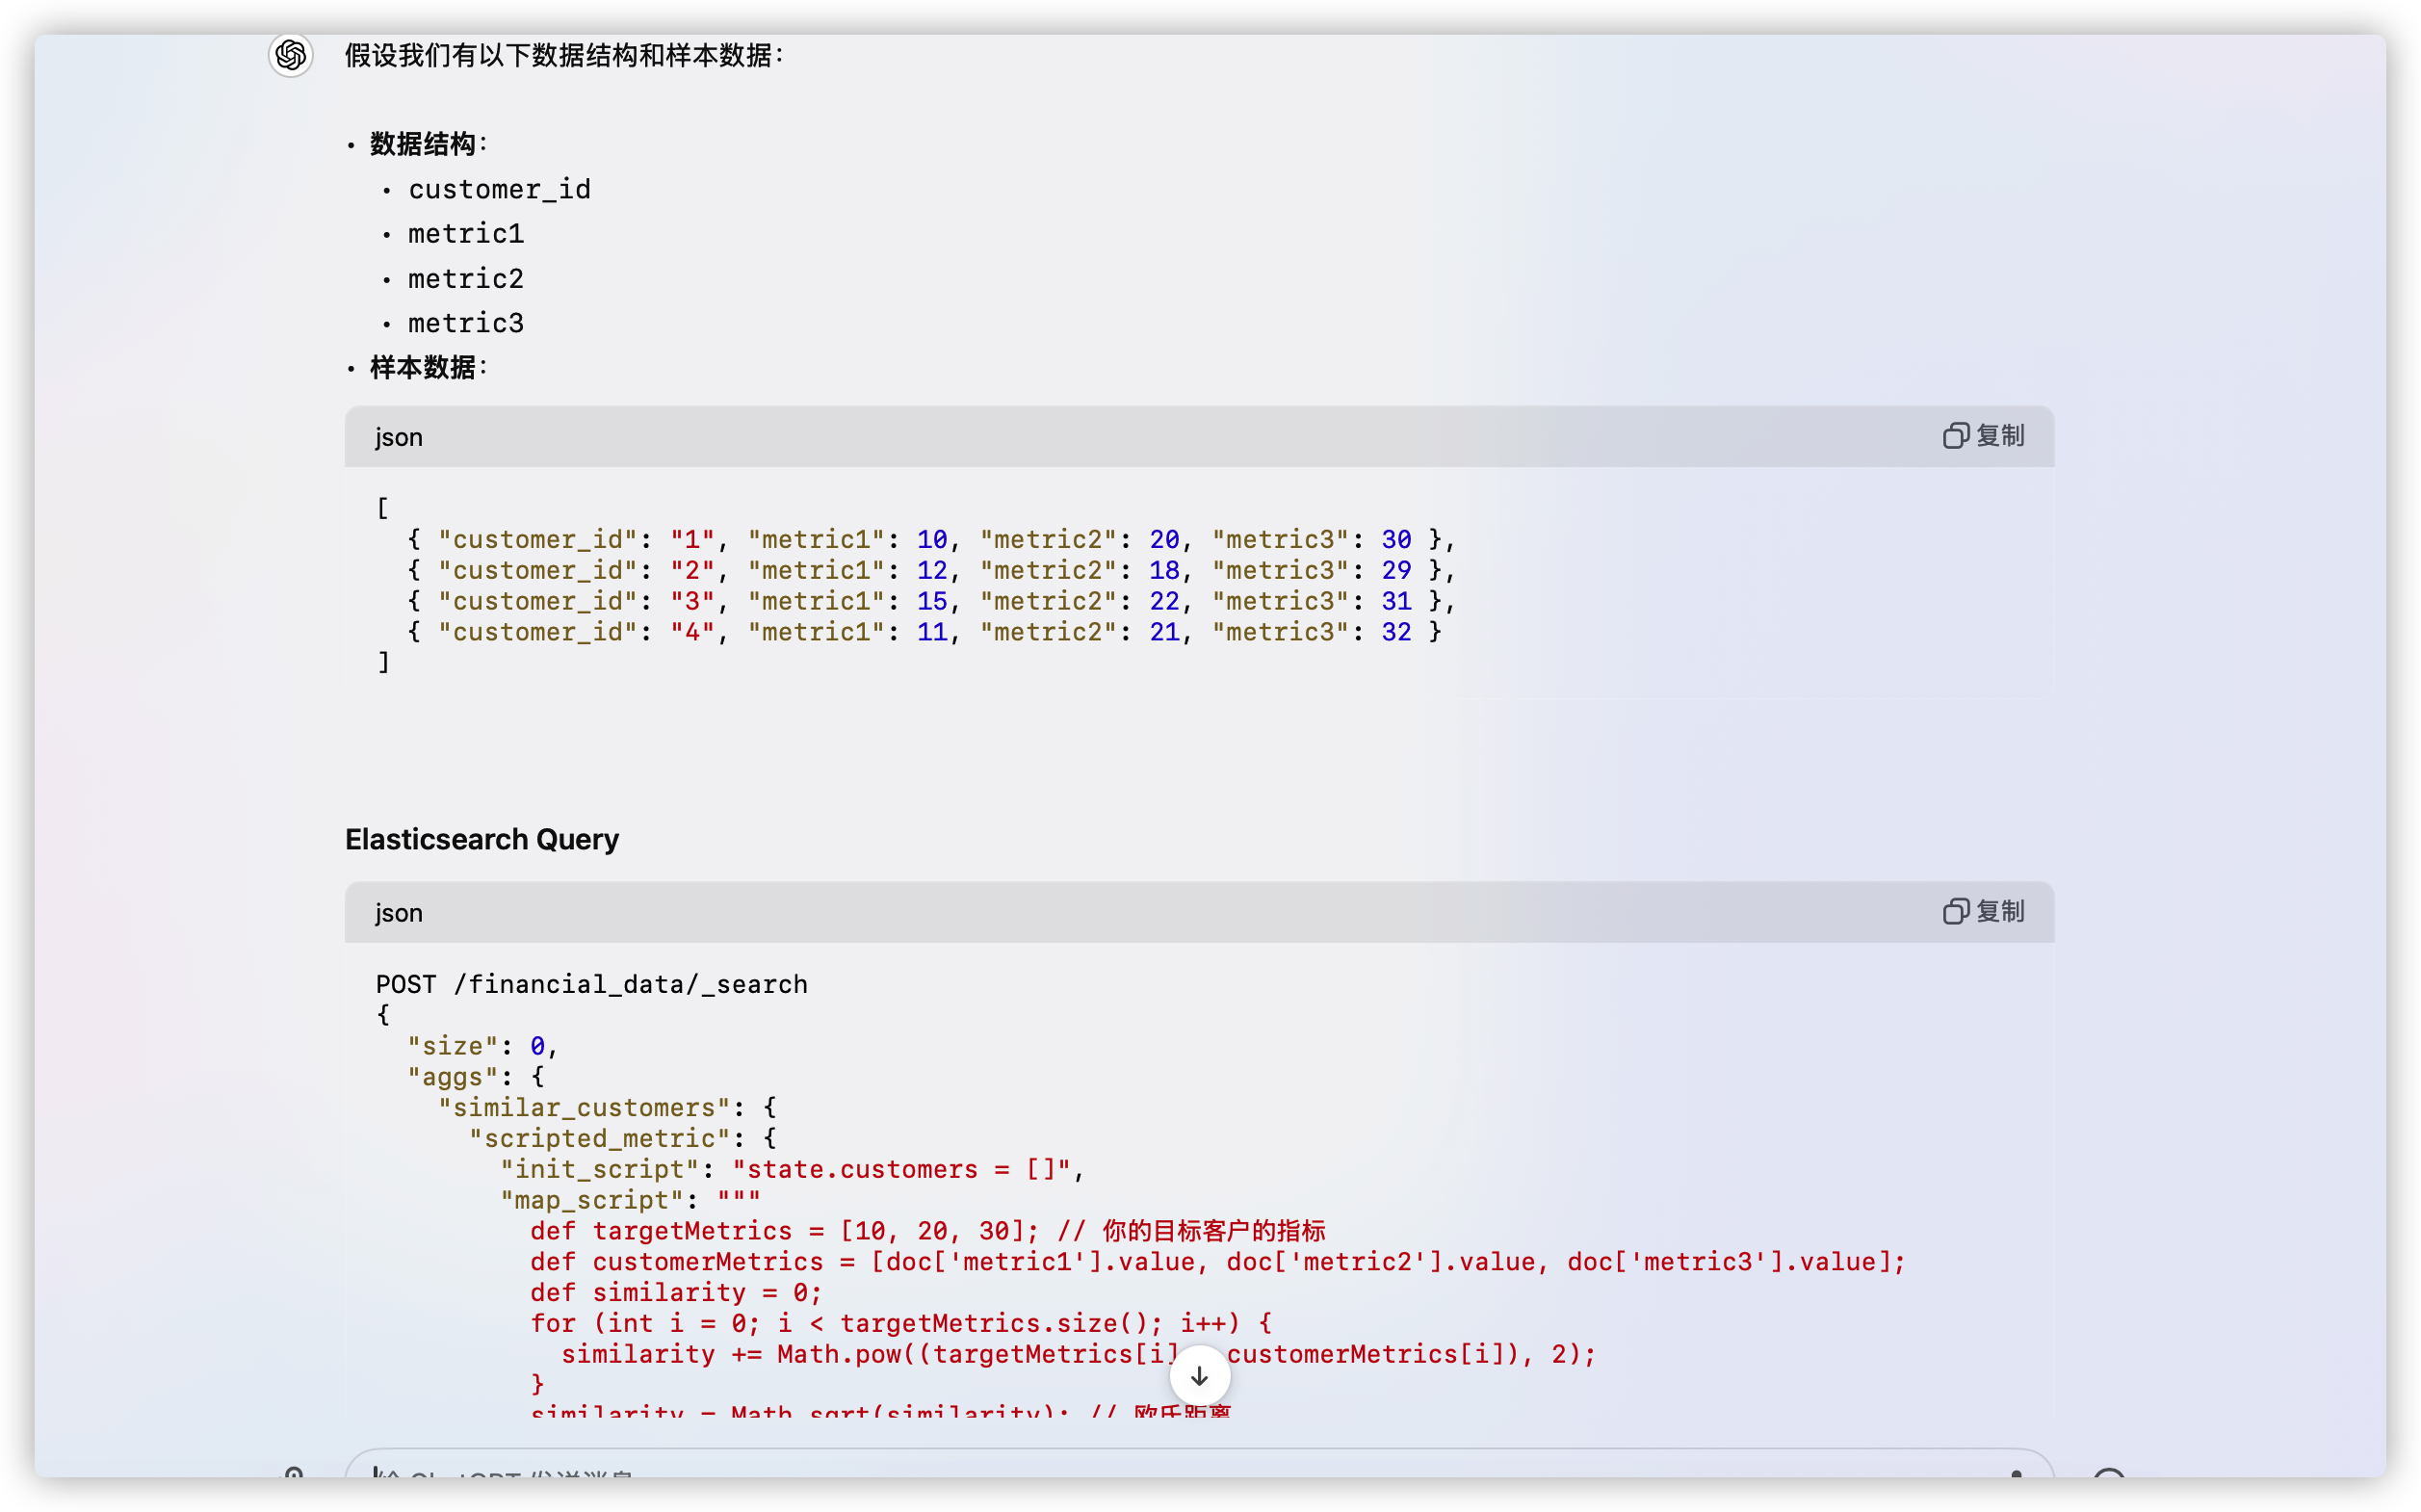 假设我们有以下数据结构和样本数据：
• 数据结构：
• customer_id
• metric1
• metric2
• metric3
• 样本数据：
json 复制
[
  { "customer_id": "1", "metric1": 10, "metric2": 20, "metric3": 30 },
  { "customer_id": "2", "metric1": 12, "metric2": 18, "metric3": 29 },
  { "customer_id": "3", "metric1": 15, "metric2": 22, "metric3": 31 },
  { "customer_id": "4", "metric1": 11, "metric2": 21, "metric3": 32 }
]
Elasticsearch Query
json 复制
POST /financial_data/_search
{
  "size": 0,
  "aggs": {
    "similar_customers": {
      "scripted_metric": {
        "init_script": "state.customers = []",
        "map_script": """
          def targetMetrics = [10, 20, 30]; // 你的目标客户的指标
          def customerMetrics = [doc['metric1'].value, doc['metric2'].value, doc['metric3'].value];
          def similarity = 0;
          for (int i = 0; i < targetMetrics.size(); i++) {
            similarity += Math.pow((targetMetrics[i] customerMetrics[i]), 2);
          }
          similarity = Math.sqrt(similarity); // 欧氏距离
给 ChatGPT 发送消息